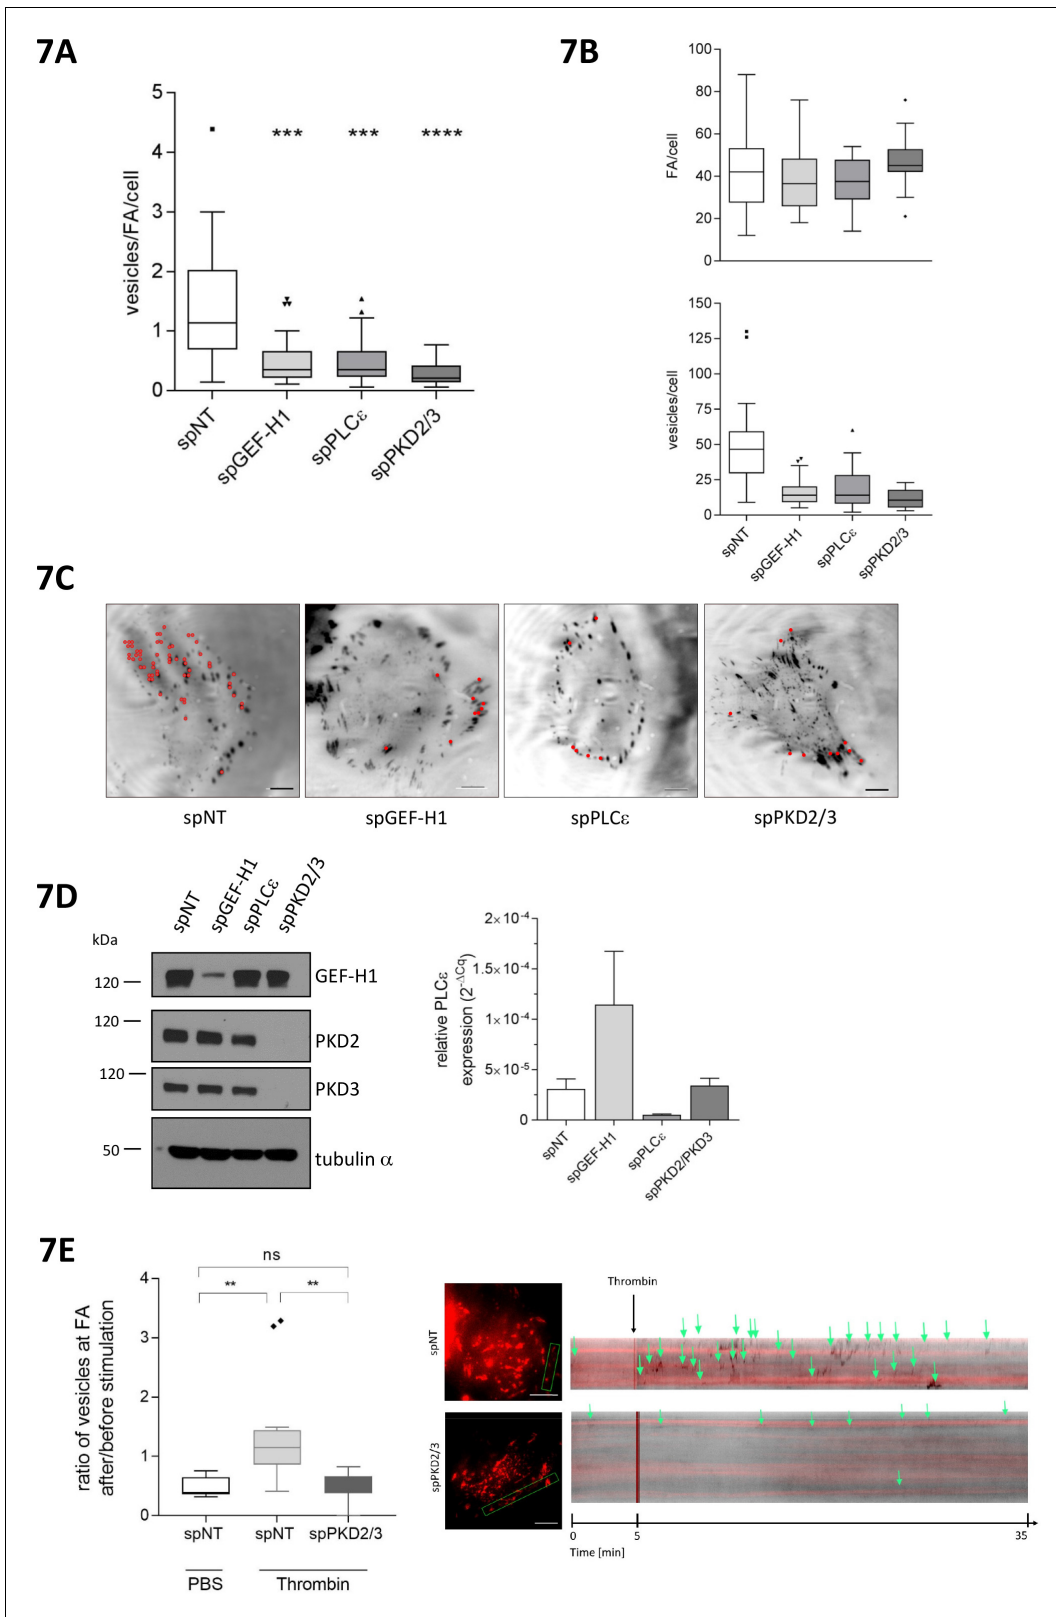 7A
7B
vesicles/FA/cell
5
4
3
2
1
0
***
***
****
spNT
spGEF-H1
spPLCε
spPKD2/3
FA/cell
100
80
60
40
20
0
vesicles/cell
150
125
100
75
50
25
0
spNT
spGEF-H1
spPLCε
spPKD2/3
7C
spNT
spGEF-H1
spPLCε
spPKD2/3
7D
spNT
spGEF-H1
spPLCε
spPKD2/3
kDa
120
GEF-H1
120
PKD2
120
PKD3
50
tubulin α
relative PLCε
expression (2^-ΔCq)
2×10^-4
1.5×10^-4
1×10^-4
5×10^-5
0
spNT
spGEF-H1
spPLCε
spPKD2/PKD3
7E
ratio of vesicles at FA
after/before stimulation
4
3
2
1
0
ns
**
**
spNT
spNT
spPKD2/3
PBS
Thrombin
Thrombin
spNT
spPKD2/3
0
5
35
Time [min]